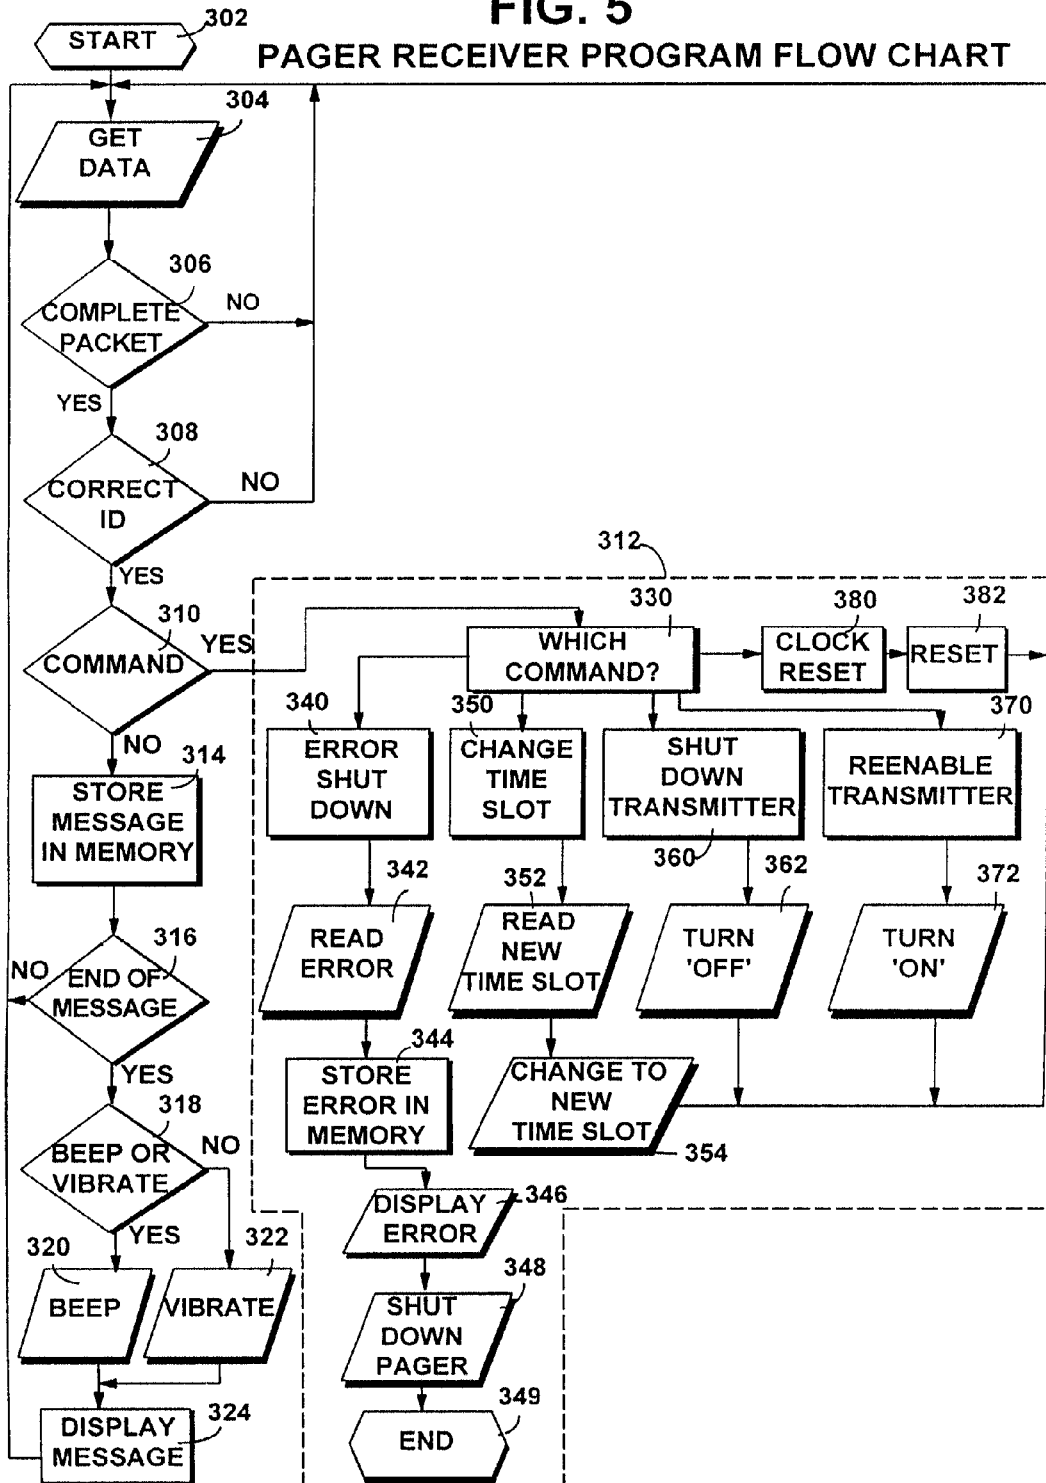 FIG. 5
PAGER RECEIVER PROGRAM FLOW CHART
302
START
304
GET
DATA
306
COMPLETE
PACKET
NO
YES
308
CORRECT
ID
NO
YES
310
COMMAND
YES
NO
312
330
WHICH
COMMAND?
380
CLOCK
RESET
382
RESET
314
STORE
MESSAGE
IN MEMORY
340
ERROR
SHUT
DOWN
350
CHANGE
TIME
SLOT
SHUT
DOWN
TRANSMITTER
360
370
REENABLE
TRANSMITTER
316
END OF
MESSAGE
NO
YES
342
READ
ERROR
352
READ
NEW
TIME SLOT
362
TURN
'OFF'
372
TURN
'ON'
344
STORE
ERROR IN
MEMORY
CHANGE TO
NEW
TIME SLOT
354
318
BEEP OR
VIBRATE
NO
YES
346
DISPLAY
ERROR
320
BEEP
322
VIBRATE
348
SHUT
DOWN
PAGER
324
DISPLAY
MESSAGE
349
END